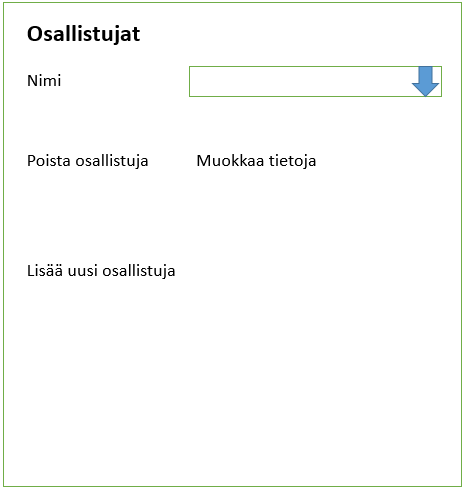 Osallistujat
Nimi
Poista osallistuja Muokkaa tietoja
Lisää uusi osallistuja